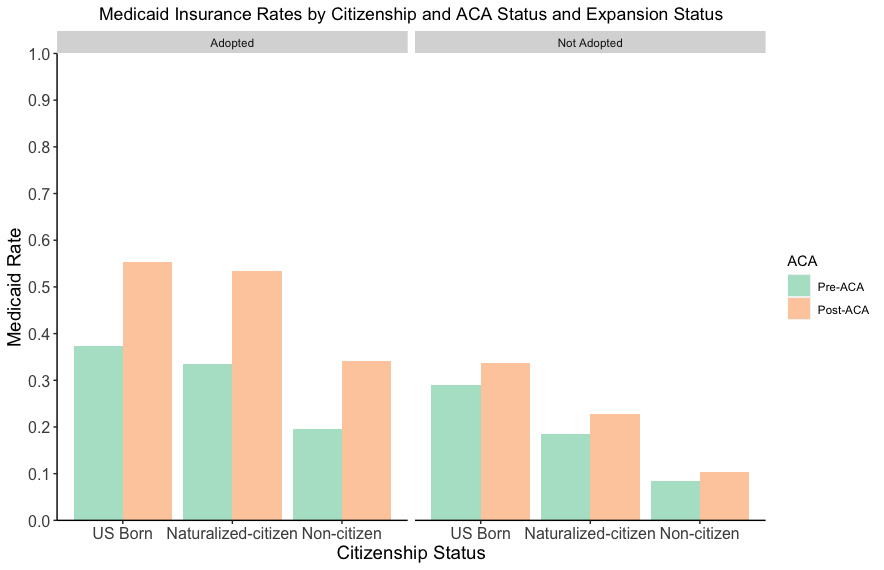 Medicaid Insurance Rates by Citizenship and ACA Status and Expansion Status
Adopted
Not Adopted
Medicaid Rate
1.0
0.9
0.8
0.7
0.6
0.5
0.4
0.3
0.2
0.1
0.0
US Born Naturalized-citizen Non-citizen
US Born Naturalized-citizen Non-citizen
Citizenship Status
ACA
Pre-ACA
Post-ACA